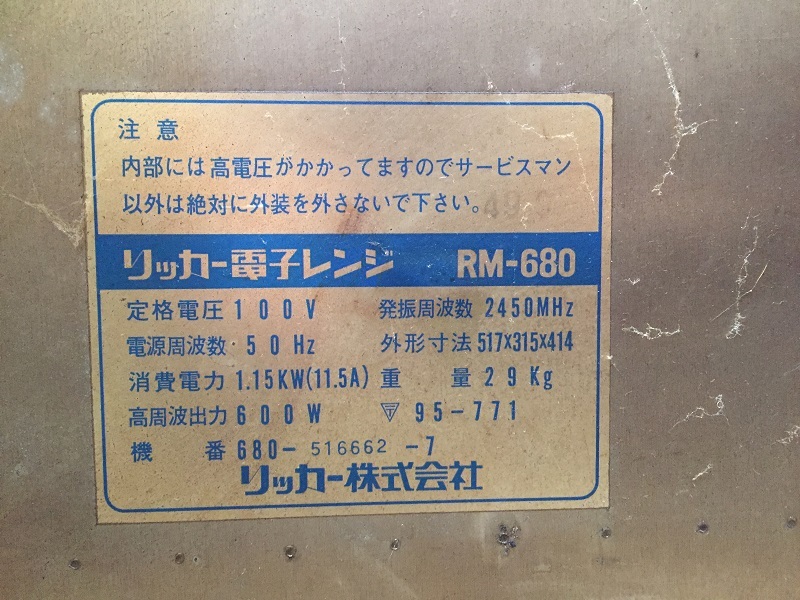 注意
内部には高電圧がかかってますのでサービスマン
以外は絶対に外装を外さないで下さい。
リッカー電子レンジ RM-680
定格電圧 100V 発振周波数 2450MHz
電源周波数 50Hz 外形寸法 517×315×414
消費電力 1.15KW(11.5A) 重量 29Kg
高周波出力 600W 〒 95-771
機番 680-516662-7
リッカー株式会社